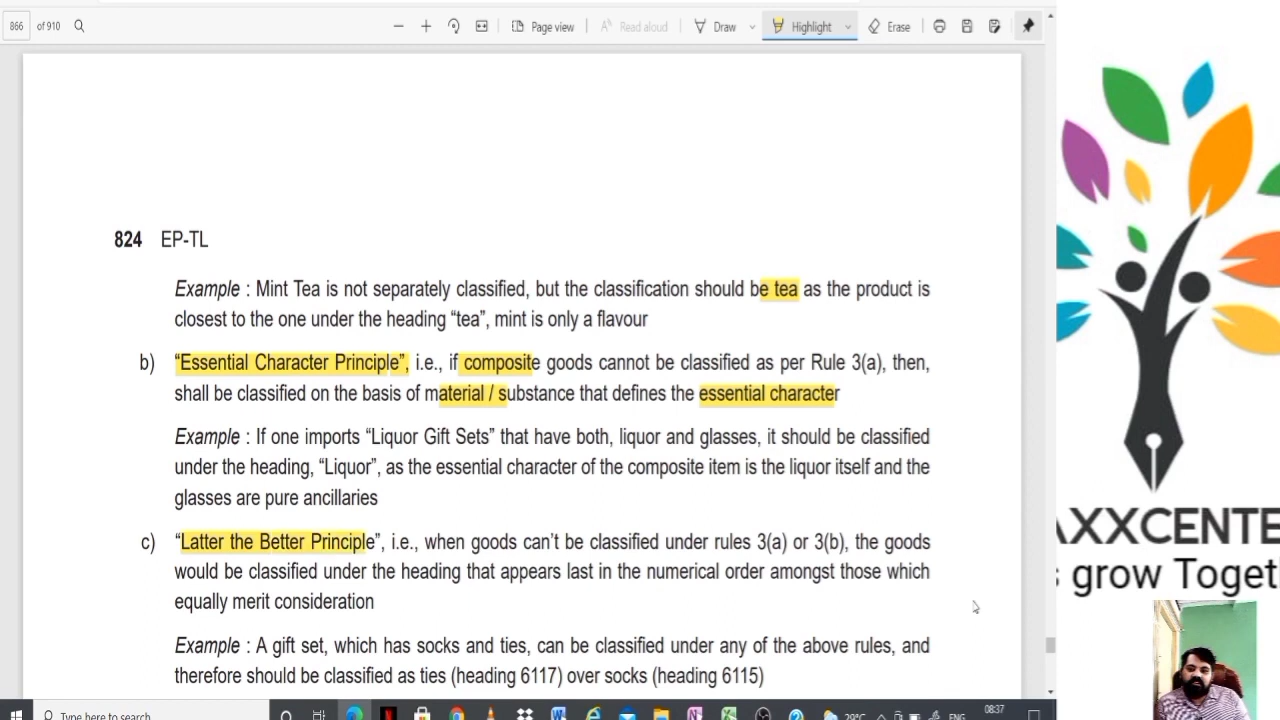 866 of 910
Page view
Read aloud
Draw
Highlight
Erase
824 EP-TL
Example : Mint Tea is not separately classified, but the classification should be tea as the product is
closest to the one under the heading “tea”, mint is only a flavour
b) “Essential Character Principle”, i.e., if composite goods cannot be classified as per Rule 3(a), then,
shall be classified on the basis of material / substance that defines the essential character
Example : If one imports “Liquor Gift Sets” that have both, liquor and glasses, it should be classified
under the heading, “Liquor”, as the essential character of the composite item is the liquor itself and the
glasses are pure ancillaries
c) “Latter the Better Principle”, i.e., when goods can’t be classified under rules 3(a) or 3(b), the goods
would be classified under the heading that appears last in the numerical order amongst those which
equally merit consideration
Example : A gift set, which has socks and ties, can be classified under any of the above rules, and
therefore should be classified as ties (heading 6117) over socks (heading 6115)
AXXCENTE
s grow Togeth
Type here to search
29°C
ENG
08:37